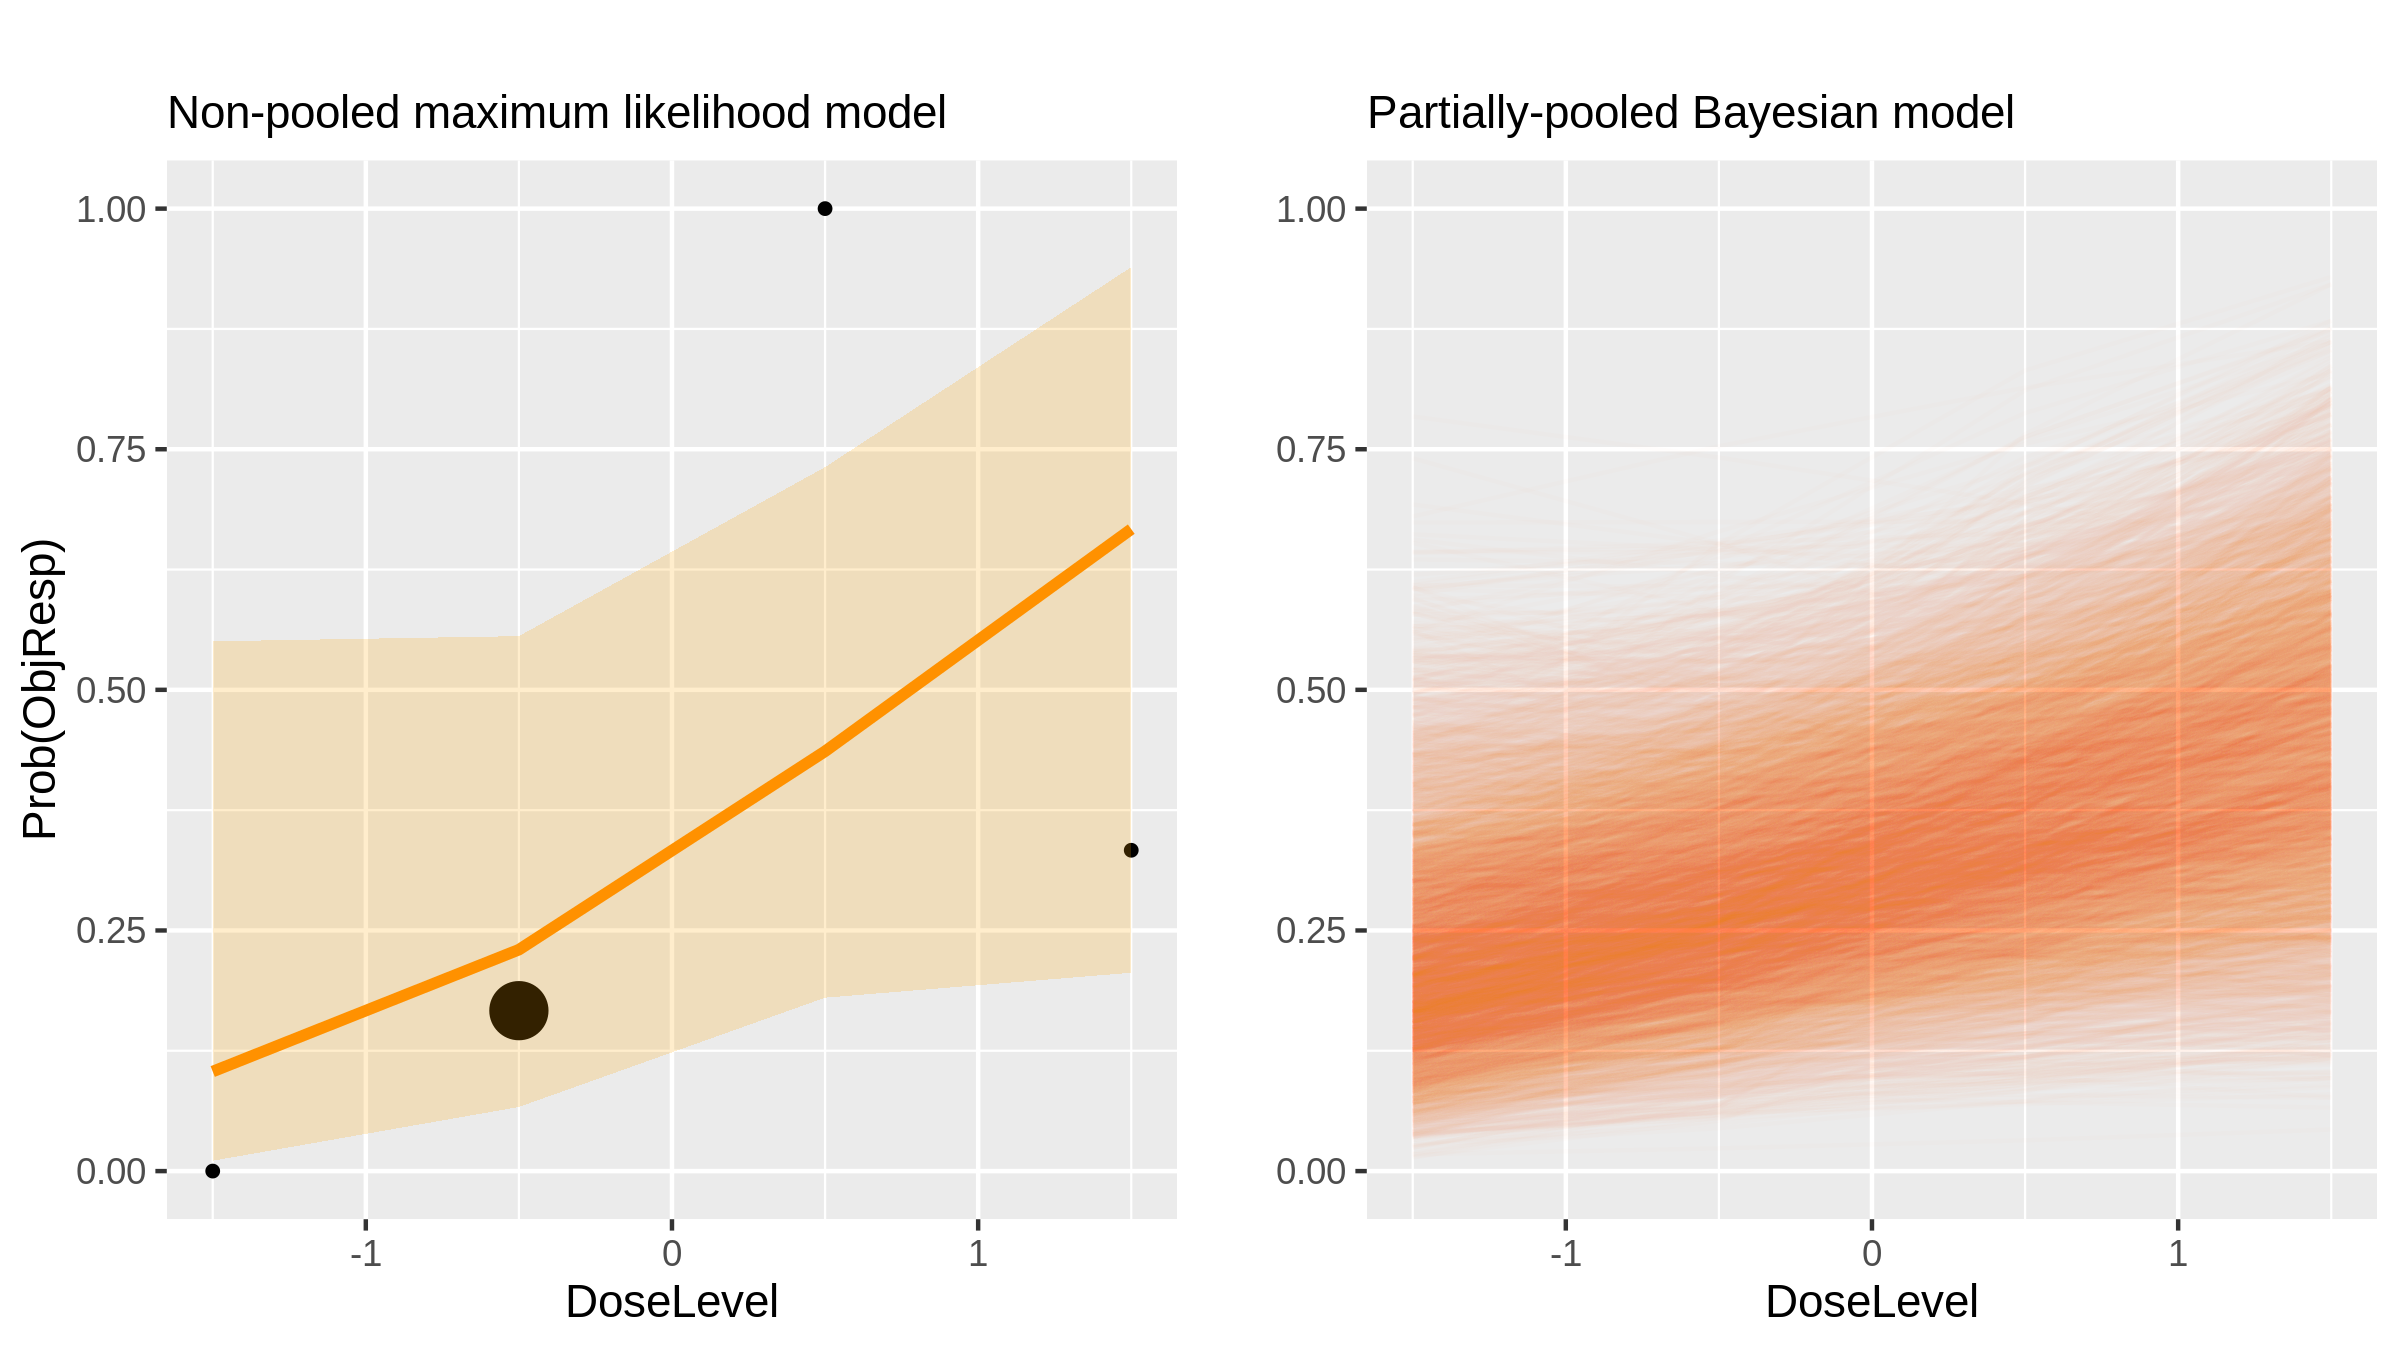 Non-pooled maximum likelihood model
Prob(ObjResp)
1.00
0.75
0.50
0.25
0.00
-1 0 1
DoseLevel
Partially-pooled Bayesian model
1.00
0.75
0.50
0.25
0.00
-1 0 1
DoseLevel